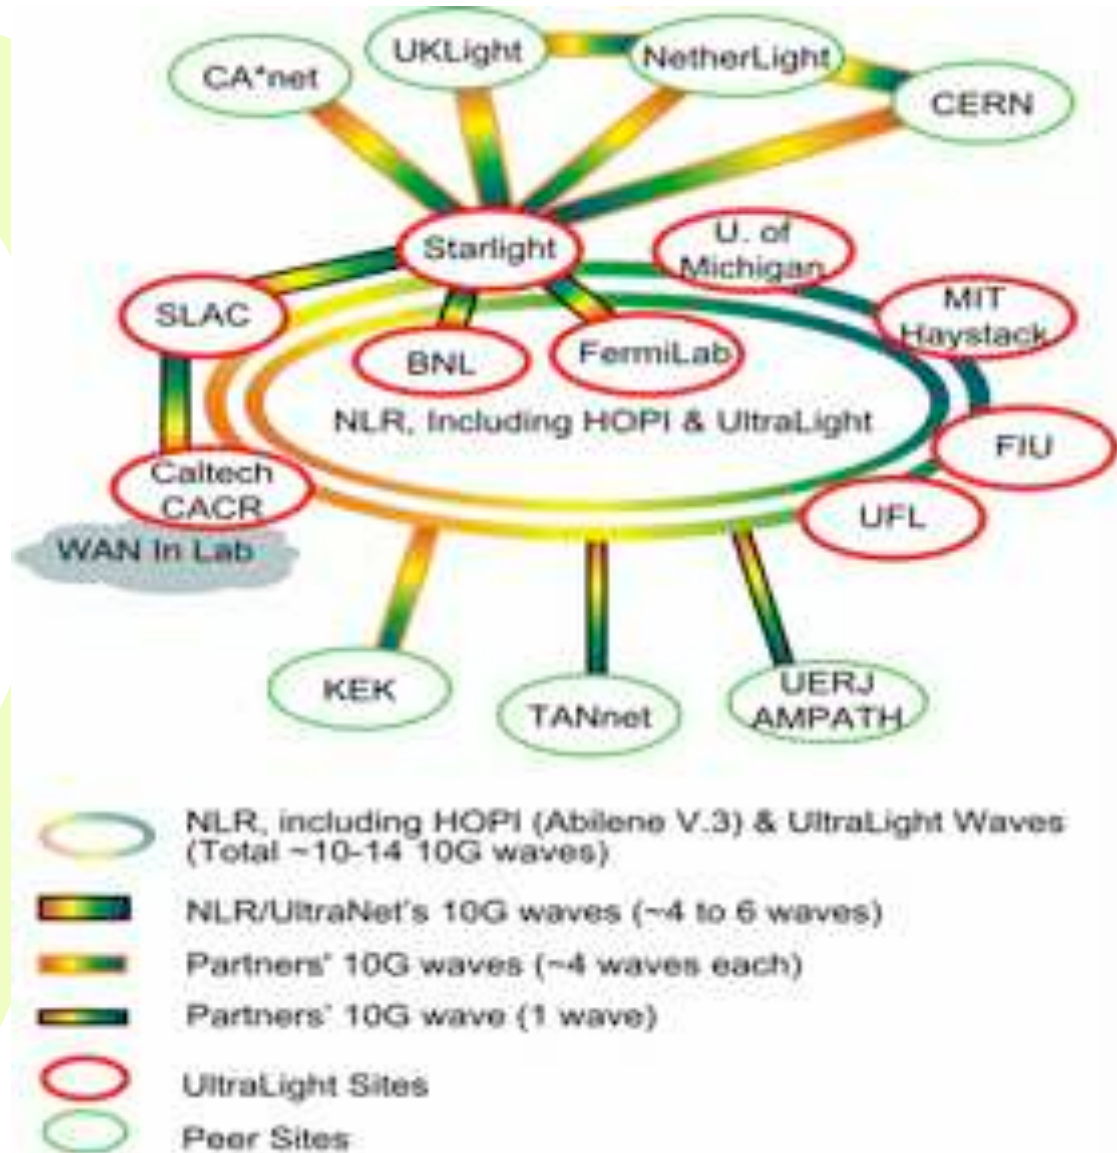 UKLight
NetherLight
CA*net
CERN
Starlight
U. of
Michigan
SLAC
MIT
Haystack
BNL
FermiLab
NLR, Including HOPI & UltraLight
FIU
Caltech
CACR
UFL
WAN In Lab
KEK
TANnet
UERJ
AMPATH
NLR, including HOPI (Abilene V.3) & UltraLight Waves
(Total ~10-14 10G waves)
NLR/UltraNet's 10G waves (~4 to 6 waves)
Partners' 10G waves (~4 waves each)
Partners' 10G wave (1 wave)
UltraLight Sites
Peer Sites